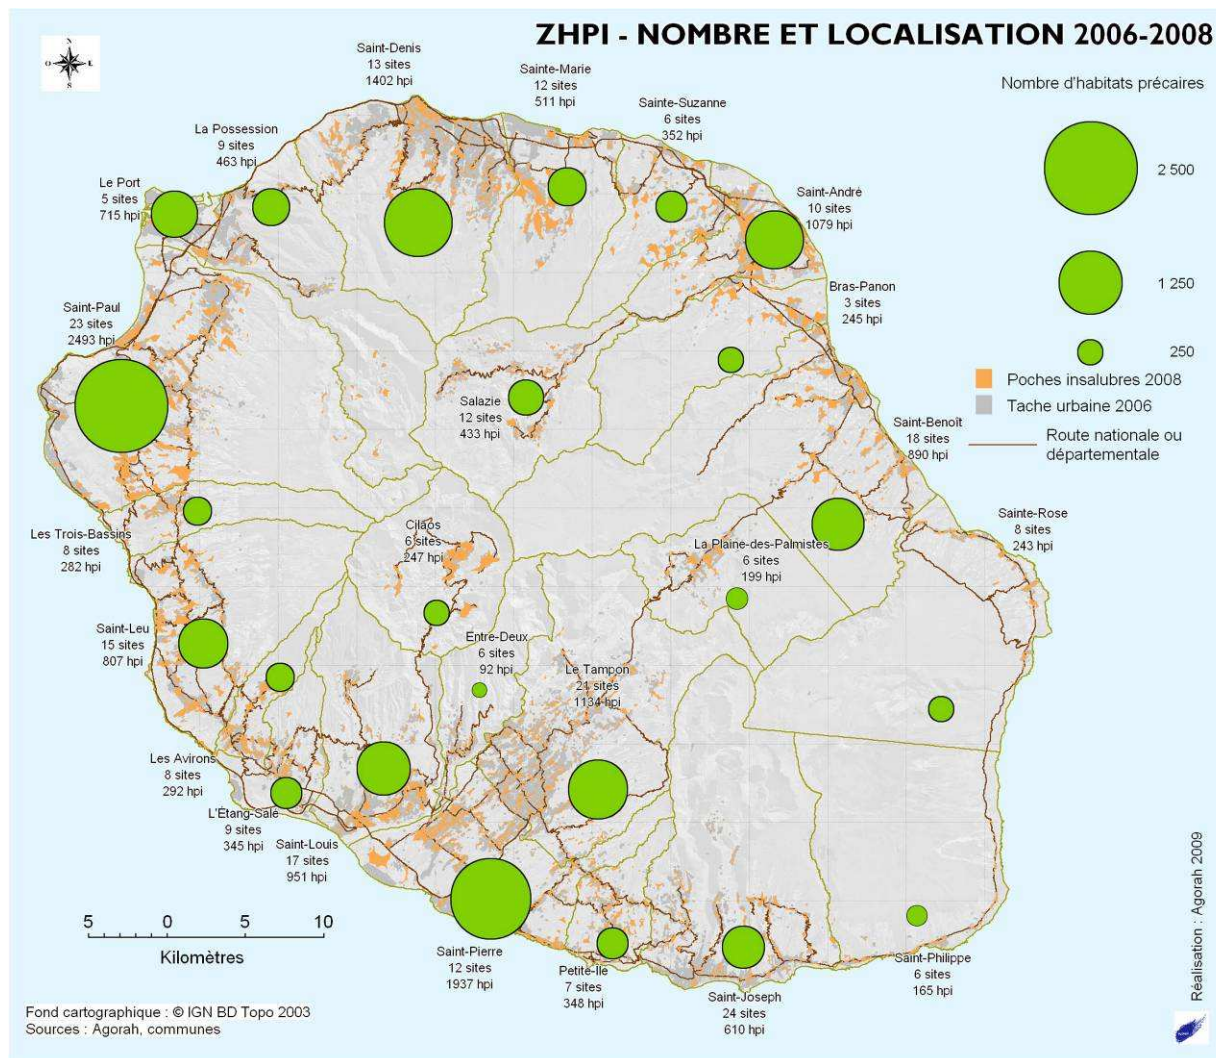 ZHPI - NOMBRE ET LOCALISATION 2006-2008
N
O
E
S
Saint-Denis
13 sites
1402 hpi
Sainte-Marie
12 sites
511 hpi
Sainte-Suzanne
6 sites
352 hpi
La Possession
9 sites
463 hpi
Le Port
5 sites
715 hpi
Saint-André
10 sites
1079 hpi
Bras-Panon
3 sites
245 hpi
Saint-Paul
23 sites
2493 hpi
Salazie
12 sites
433 hpi
Saint-Benoît
18 sites
890 hpi
Sainte-Rose
8 sites
243 hpi
Les Trois-Bassins
8 sites
282 hpi
Cilaos
6 sites
247 hpi
La Plaine-des-Palmistes
6 sites
199 hpi
Saint-Leu
15 sites
807 hpi
Entre-Deux
6 sites
92 hpi
Le Tampon
21 sites
1134 hpi
Les Avirons
8 sites
292 hpi
L'Étang-Salé
9 sites
345 hpi
Saint-Louis
17 sites
951 hpi
Saint-Pierre
12 sites
1937 hpi
Petite-Ile
7 sites
348 hpi
Saint-Joseph
24 sites
610 hpi
Saint-Philippe
6 sites
165 hpi
Nombre d'habitats précaires
2 500
1 250
250
Poches insalubres 2008
Tache urbaine 2006
Route nationale ou
départementale
5 0 5 10
Kilomètres
Fond cartographique : © IGN BD Topo 2003
Sources : Agorah, communes
Réalisation : Agorah 2009